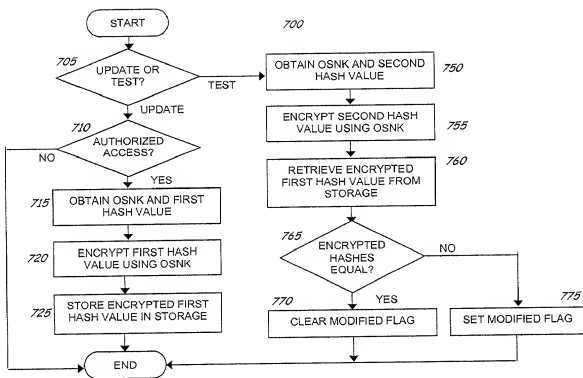 START
700
705
UPDATE OR
TEST?
TEST
UPDATE
710
AUTHORIZED
ACCESS?
NO
YES
715
OBTAIN OSNK AND FIRST
HASH VALUE
720
ENCRYPT FIRST HASH
VALUE USING OSNK
725
STORE ENCRYPTED FIRST
HASH VALUE IN STORAGE
END
OBTAIN OSNK AND SECOND
HASH VALUE
750
ENCRYPT SECOND HASH
VALUE USING OSNK
755
760
RETRIEVE ENCRYPTED
FIRST HASH VALUE FROM
STORAGE
765
ENCRYPTED
HASHES
EQUAL?
NO
YES
770
CLEAR MODIFIED FLAG
775
SET MODIFIED FLAG